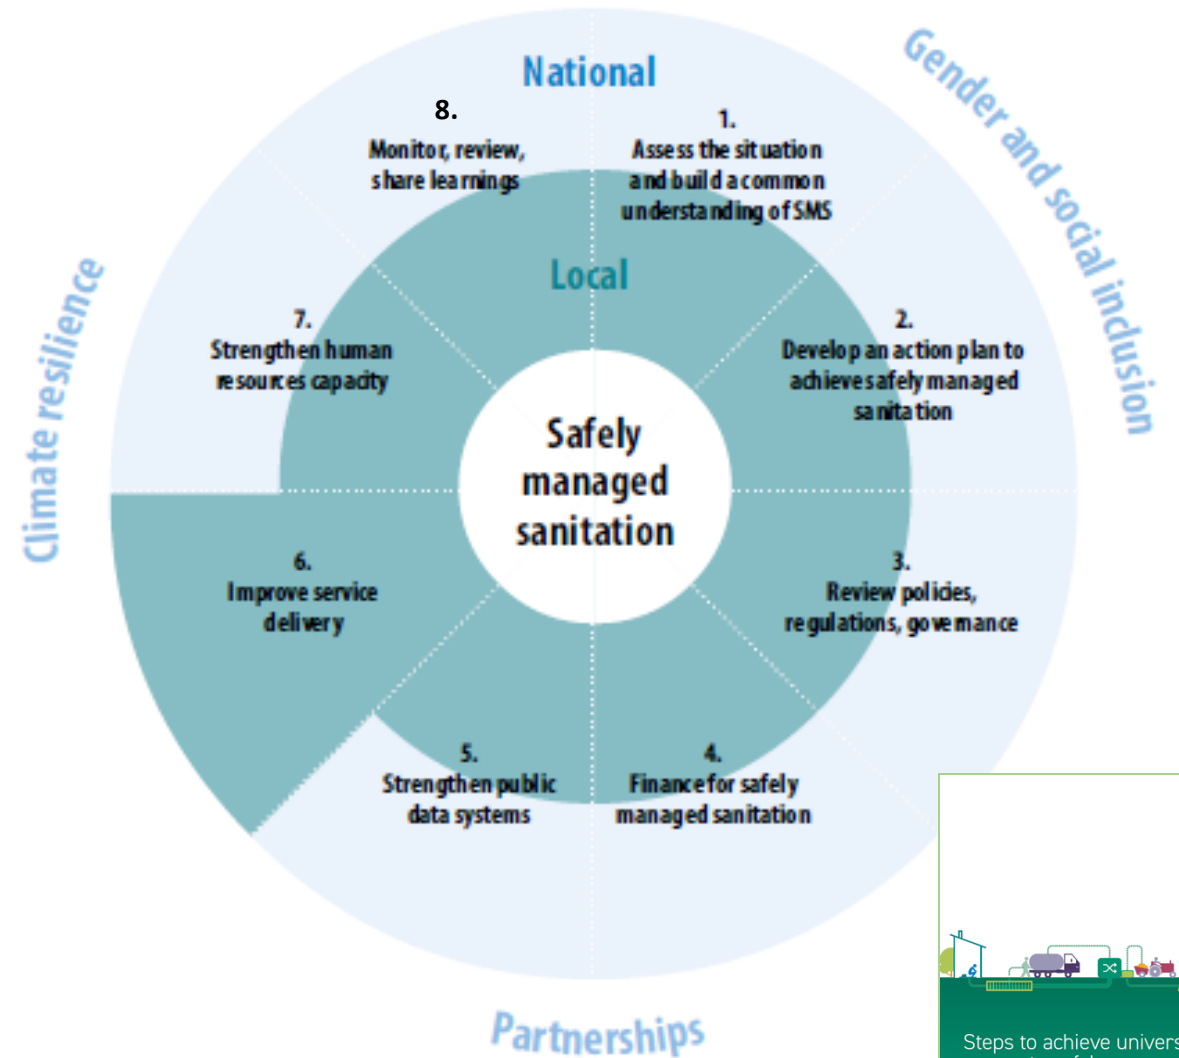 National
Gender and social inclusion
8.
Monitor, review,
share learnings
1.
Assess the situation
and build a common
understanding of SMS
Local
Climate resilience
7.
Strengthen human
resources capacity
2.
Develop an action plan to
achieve safely managed
sanitation
Safely
managed
sanitation
6.
Improve service
delivery
3.
Review policies,
regulations, governance
5.
Strengthen public
data systems
4.
Finance for safely
managed sanitation
Partnerships
Steps to achieve